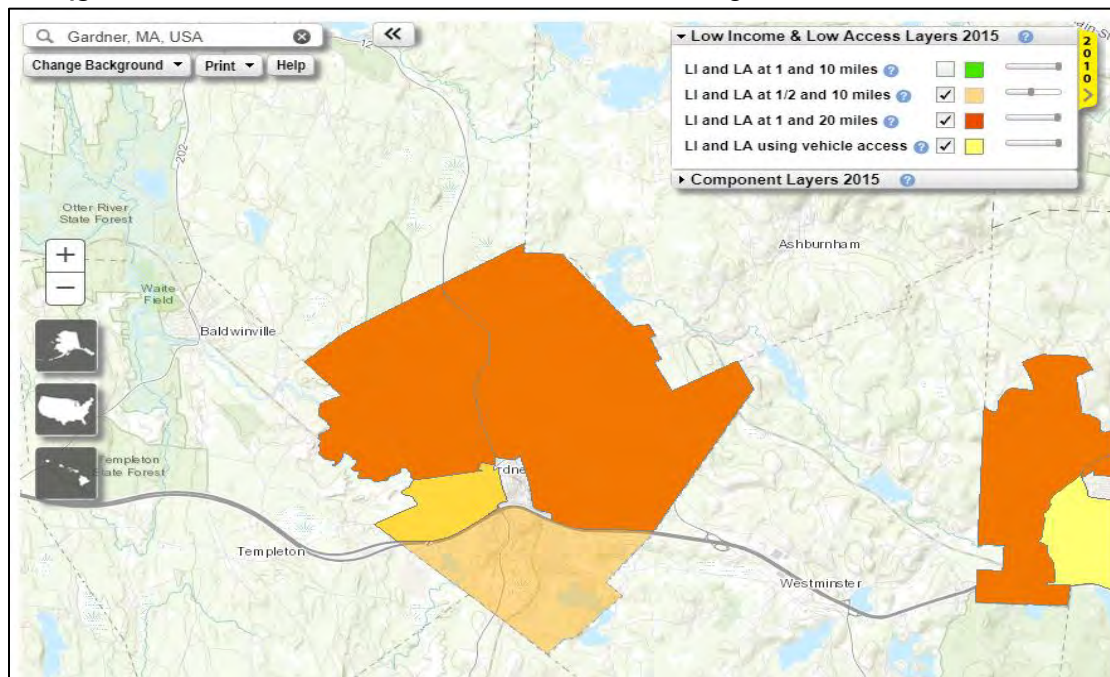 Gardner, MA, USA
Change Background
Print
Help
Low Income & Low Access Layers 2015
LI and LA at 1 and 10 miles
LI and LA at 1/2 and 10 miles
LI and LA at 1 and 20 miles
LI and LA using vehicle access
Component Layers 2015
2010
12
202
Otter River
State Forest
Ashburnham
Waite
Field
Baldwinville
Templeton
State Forest
Templeton
Westminster